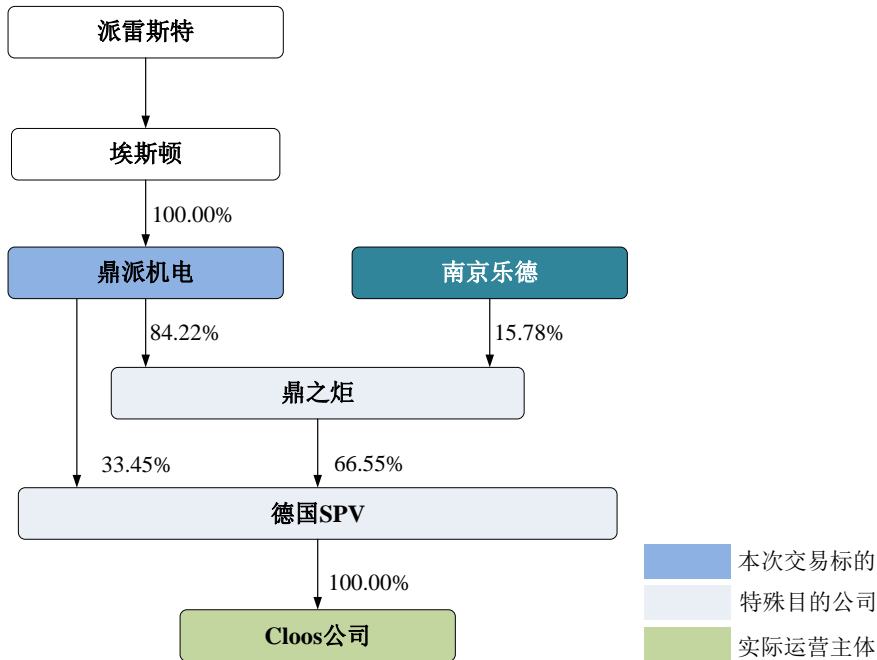 派雷斯特
埃斯顿
100.00%
鼎派机电
南京乐德
84.22%
15.78%
鼎之炬
33.45%
66.55%
德国SPV
100.00%
Cloos公司
本次交易标的
特殊目的公司
实际运营主体